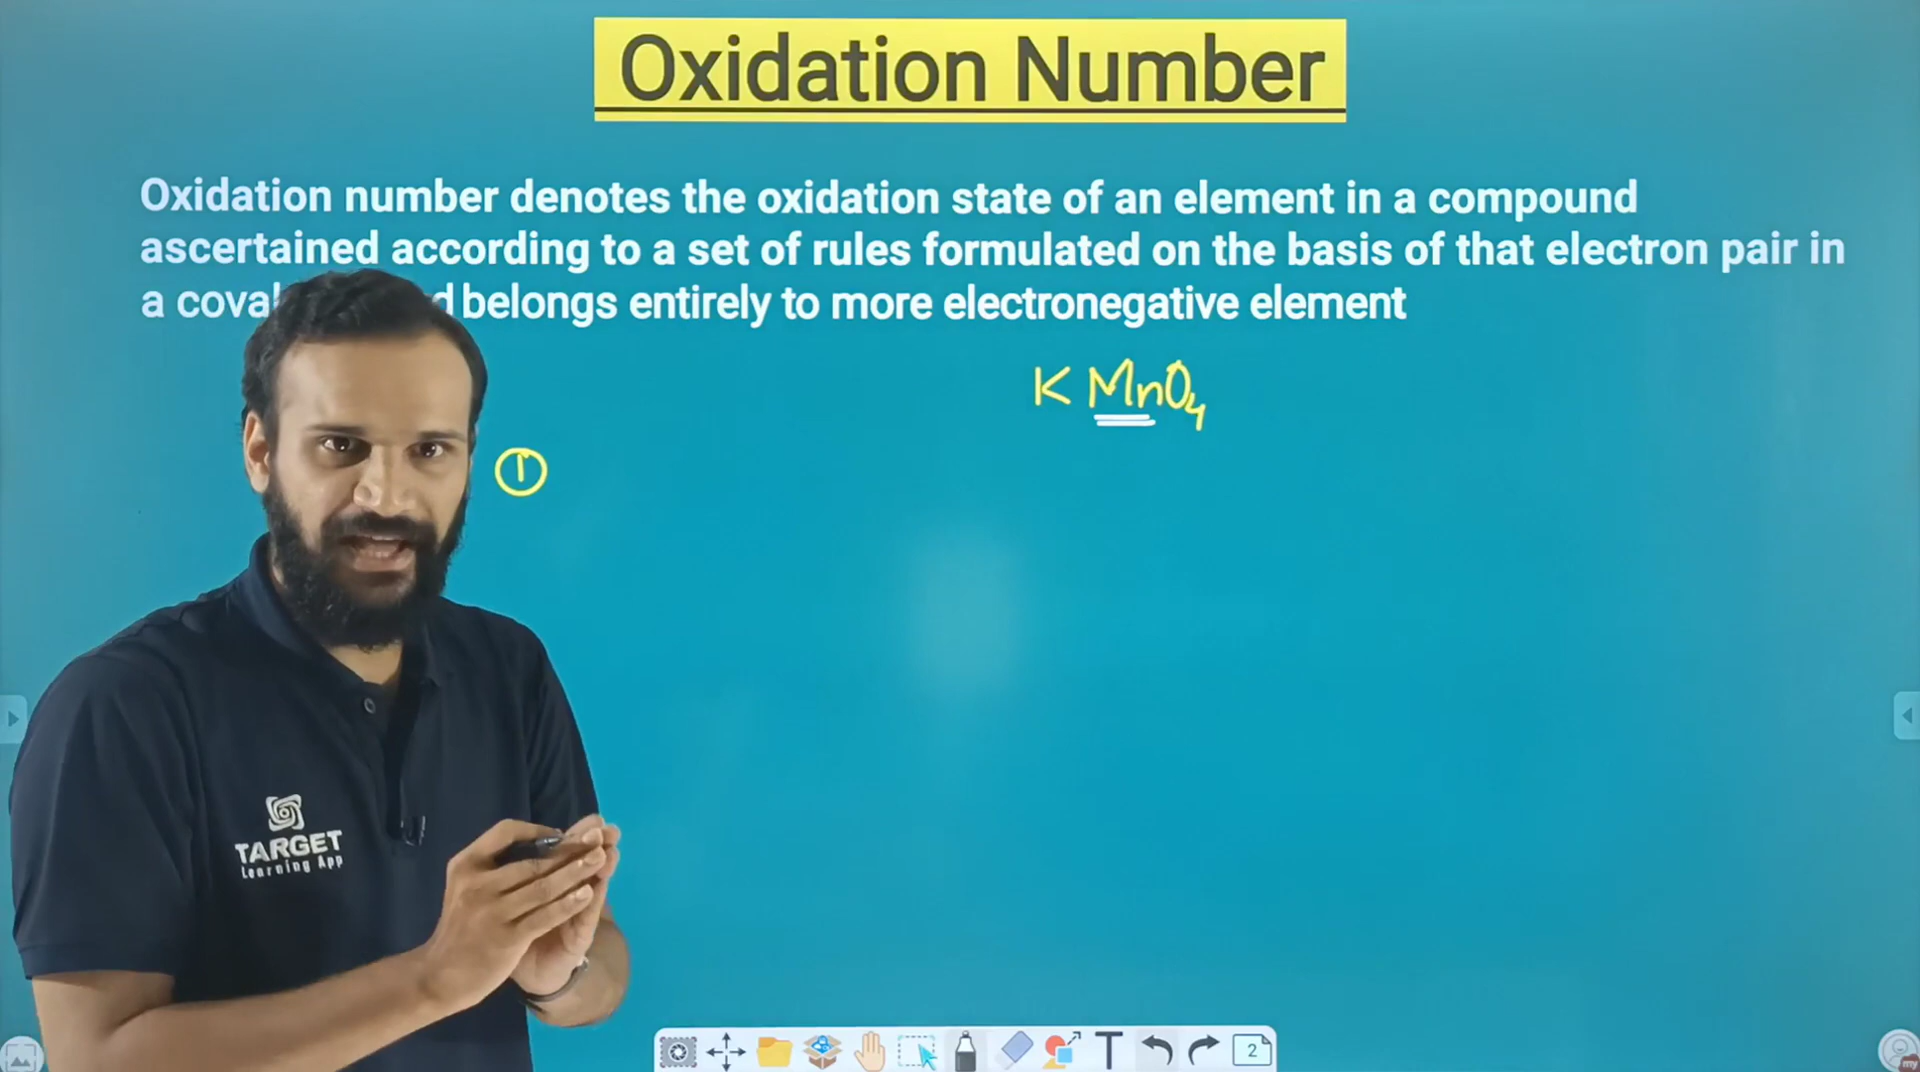 Oxidation Number
Oxidation number denotes the oxidation state of an element in a compound
ascertained according to a set of rules formulated on the basis of that electron pair in
a coval d belongs entirely to more electronegative element
K MnO₄
①
TARGET
Learning App
T
2
my